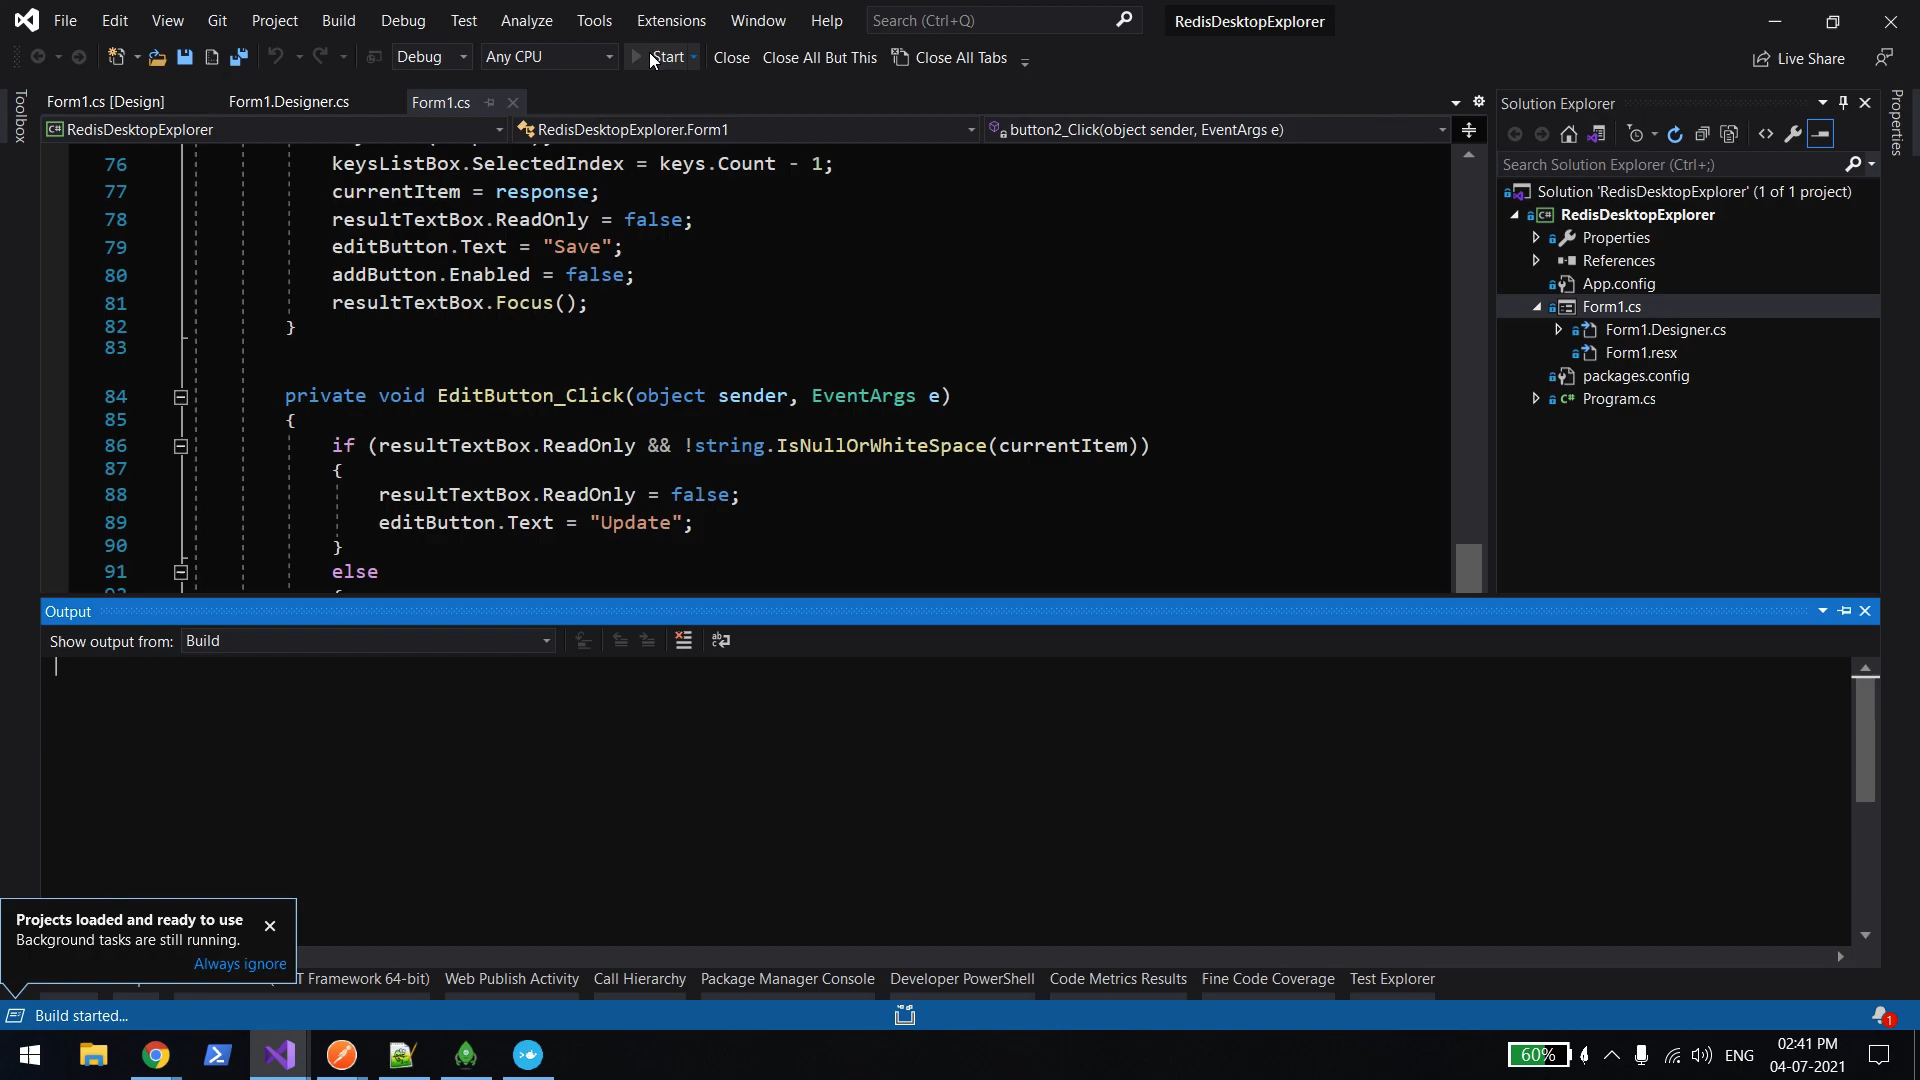 File Edit View Git Project Build Debug Test Analyze Tools Extensions Window Help Search (Ctrl+Q) RedisDesktopExplorer
Debug Any CPU Start Close Close All But This Close All Tabs Live Share
Toolbox
Form1.cs [Design] Form1.Designer.cs Form1.cs
RedisDesktopExplorer RedisDesktopExplorer.Form1 button2_Click(object sender, EventArgs e)
76 keysListBox.SelectedIndex = keys.Count - 1;
77 currentItem = response;
78 resultTextBox.ReadOnly = false;
79 editButton.Text = "Save";
80 addButton.Enabled = false;
81 resultTextBox.Focus();
82 }
83
84 private void EditButton_Click(object sender, EventArgs e)
85 {
86 if (resultTextBox.ReadOnly && !string.IsNullOrWhiteSpace(currentItem))
87 {
88 resultTextBox.ReadOnly = false;
89 editButton.Text = "Update";
90 }
91 else
Solution Explorer
Search Solution Explorer (Ctrl+;)
Solution 'RedisDesktopExplorer' (1 of 1 project)
C# RedisDesktopExplorer
Properties
References
App.config
Form1.cs
Form1.Designer.cs
Form1.resx
packages.config
C# Program.cs
Properties
Output
Show output from: Build
Projects loaded and ready to use
Background tasks are still running.
Always ignore
T Framework 64-bit) Web Publish Activity Call Hierarchy Package Manager Console Developer PowerShell Code Metrics Results Fine Code Coverage Test Explorer
Build started... 1
60% ENG 02:41 PM
04-07-2021